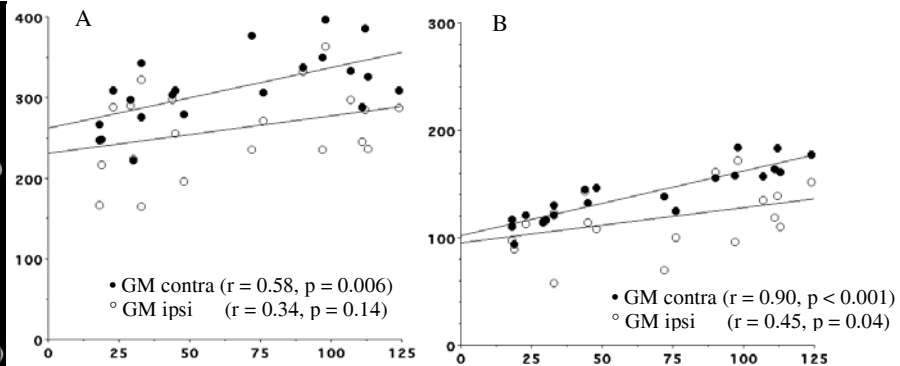 A
400
300
200
100
0
0 25 50 75 100 125
● GM contra (r = 0.58, p = 0.006)
○ GM ipsi (r = 0.34, p = 0.14)
B
300
200
100
0
0 25 50 75 100 125
● GM contra (r = 0.90, p < 0.001)
○ GM ipsi (r = 0.45, p = 0.04)